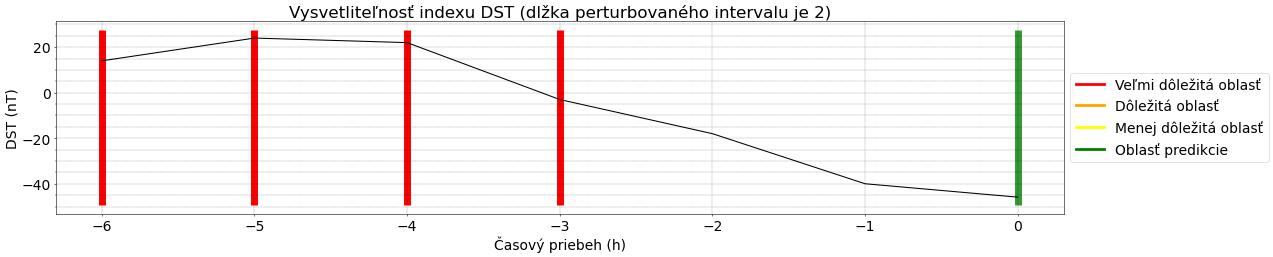 Vysvetliteľnosť indexu DST (dĺžka perturbovaného intervalu je 2)
20
0
−20
−40
DST (nT)
−6 −5 −4 −3 −2 −1 0
Časový priebeh (h)
Veľmi dôležitá oblasť
Dôležitá oblasť
Menej dôležitá oblasť
Oblasť predikcie